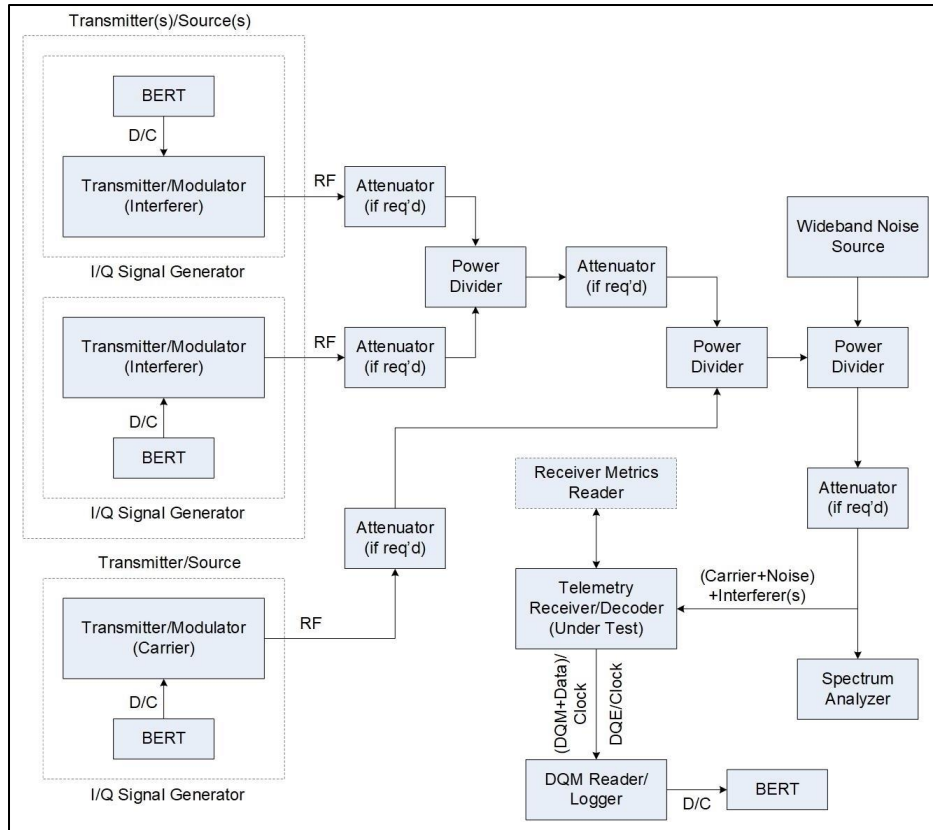 Transmitter(s)/Source(s)
BERT
D/C
Transmitter/Modulator
(Interferer)
I/Q Signal Generator
RF
Attenuator
(if req'd)
Transmitter/Modulator
(Interferer)
D/C
BERT
I/Q Signal Generator
RF
Attenuator
(if req'd)
Power
Divider
Attenuator
(if req'd)
Wideband Noise
Source
Power
Divider
Power
Divider
Attenuator
(if req'd)
Transmitter/Source
Transmitter/Modulator
(Carrier)
D/C
BERT
I/Q Signal Generator
RF
Attenuator
(if req'd)
Receiver Metrics
Reader
Telemetry
Receiver/Decoder
(Under Test)
(Carrier+Noise)
+Interferer(s)
Spectrum
Analyzer
(DQM+Data)/
Clock
DQE/Clock
DQM Reader/
Logger
D/C
BERT